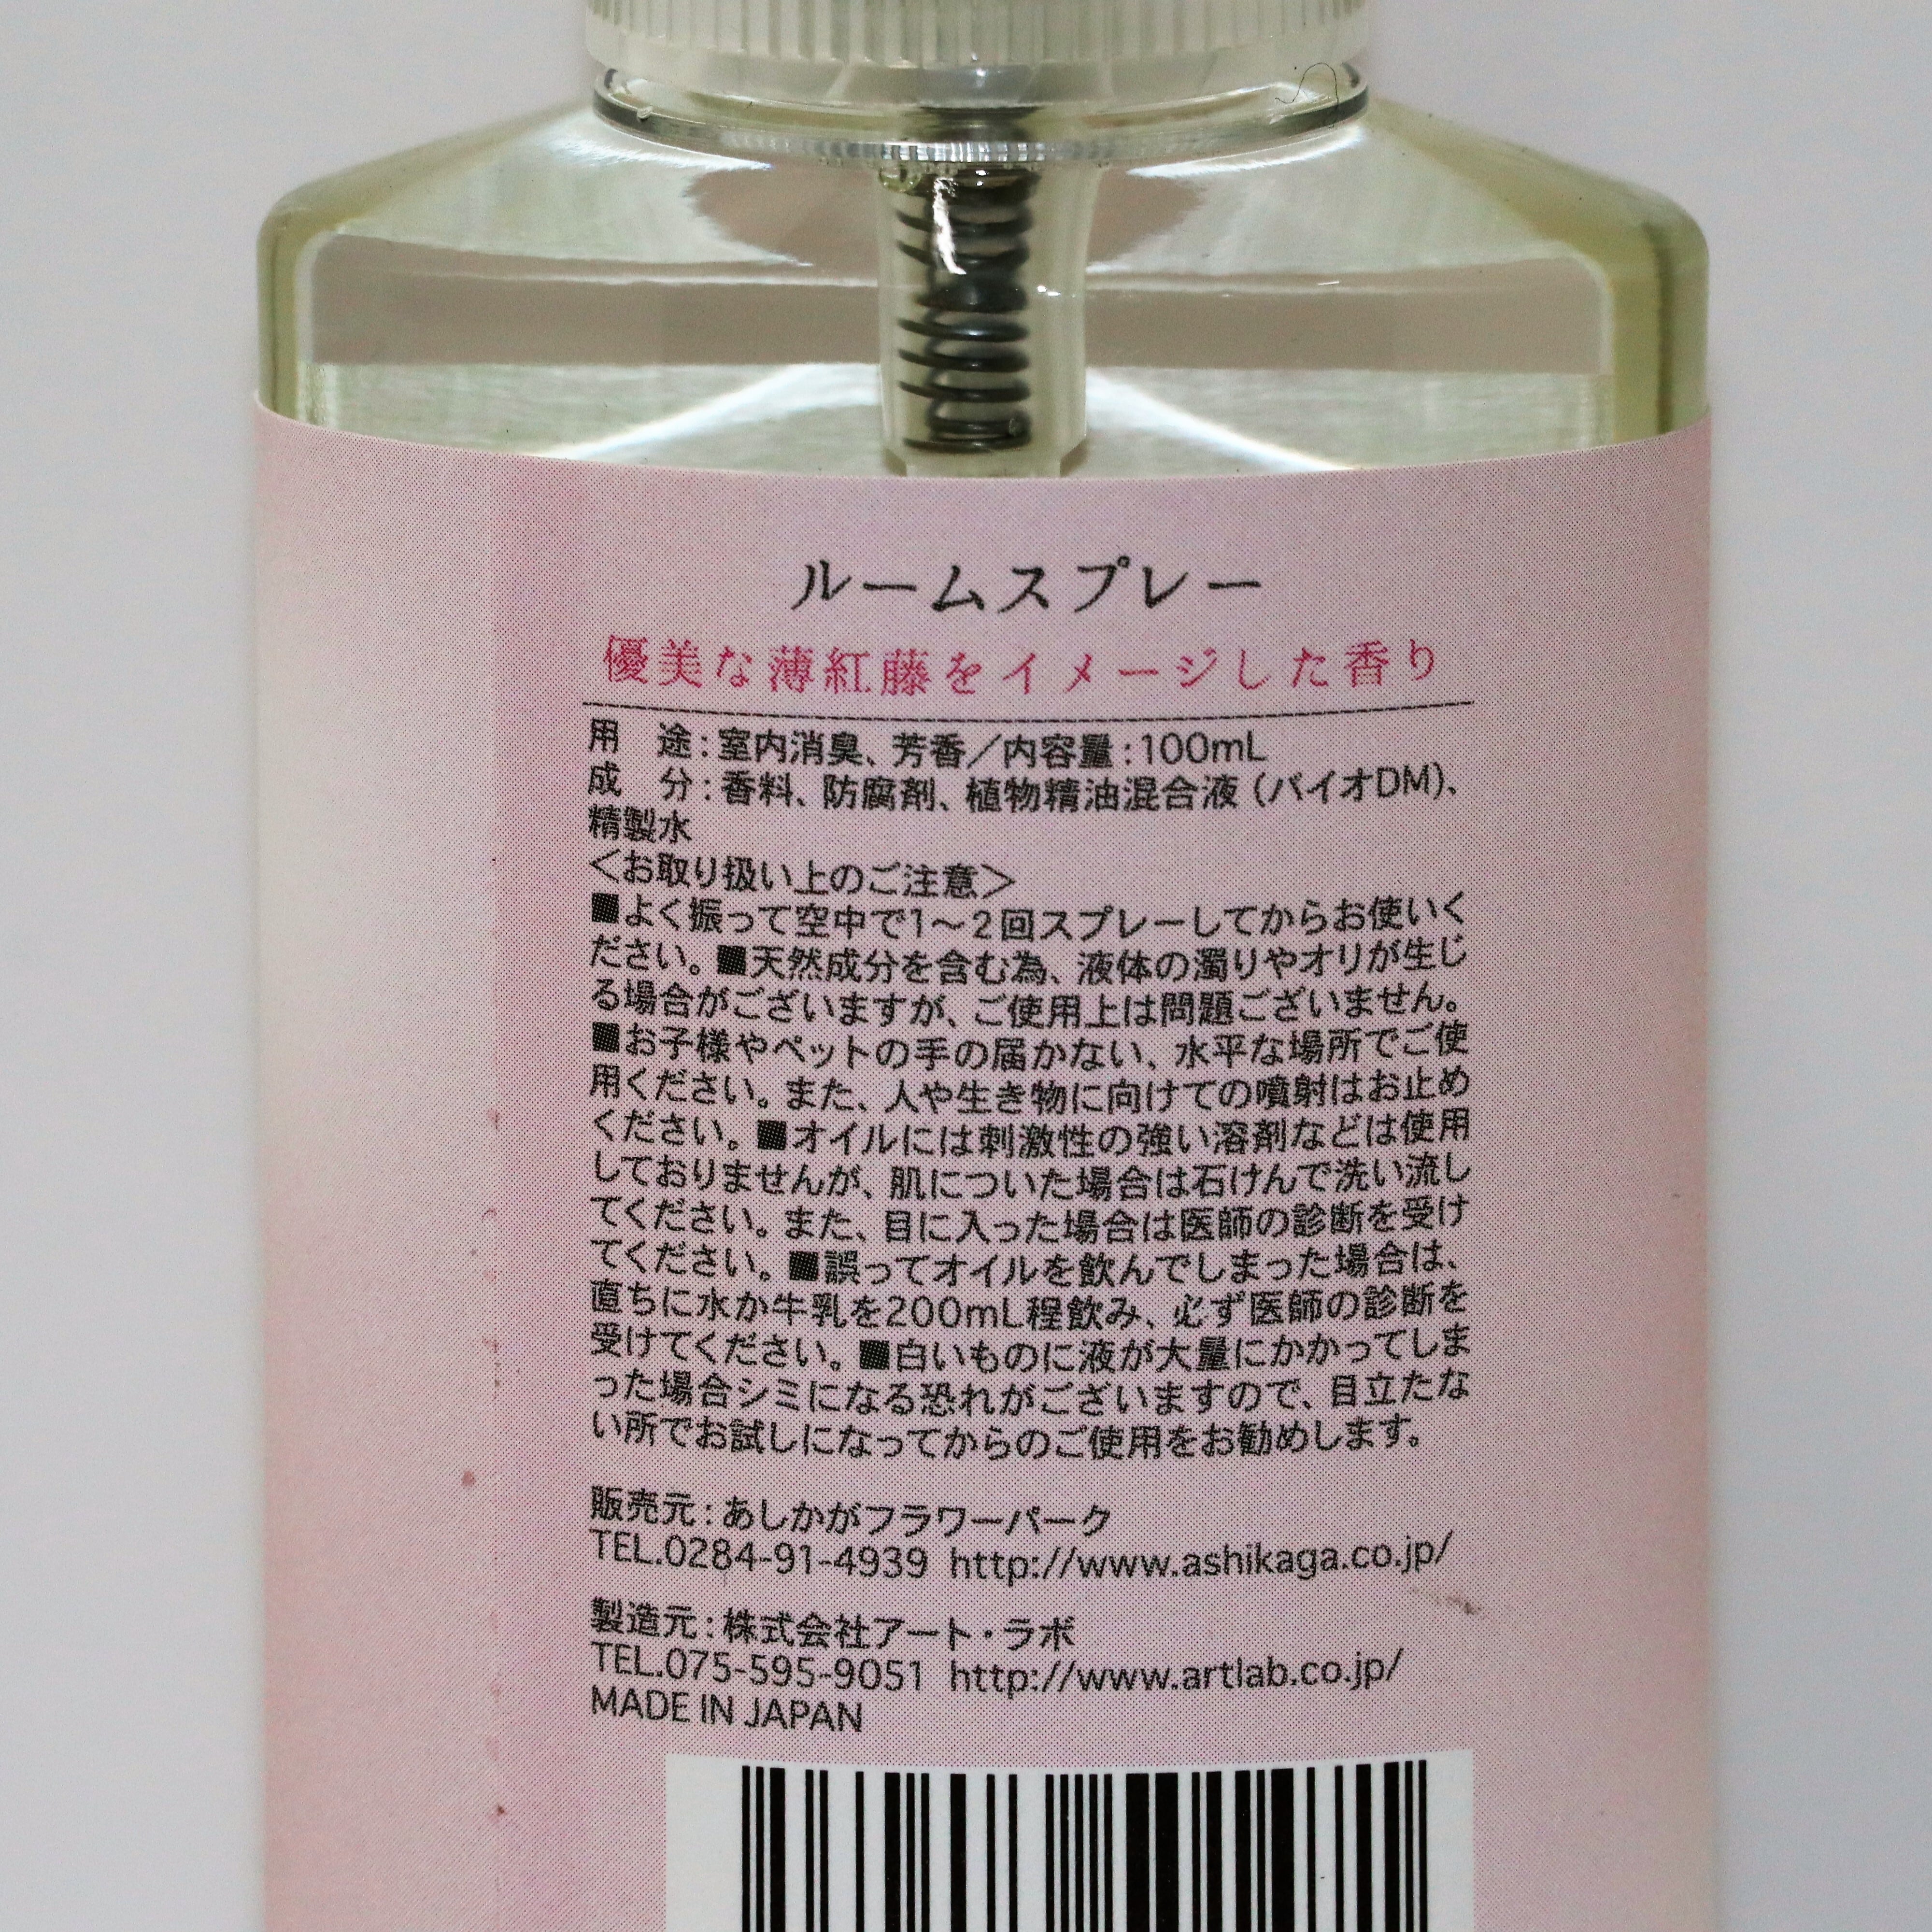 ルームスプレー
優美な薄紅藤をイメージした香り
用　途：室内消臭、芳香／内容量：100mL
成　分：香料、防腐剤、植物精油混合液（バイオDM）、
精製水
＜お取り扱い上のご注意＞
■よく振って空中で1〜2回スプレーしてからお使いく
ださい。■天然成分を含む為、液体の濁りやオリが生じ
る場合がございますが、ご使用上は問題ございません。
■お子様やペットの手の届かない、水平な場所でご使
用ください。また、人や生き物に向けての噴射はお止め
ください。■オイルには刺激性の強い溶剤などは使用
しておりませんが、肌についた場合は石けんで洗い流し
てください。また、目に入った場合は医師の診断を受け
てください。■誤ってオイルを飲んでしまった場合は、
直ちに水か牛乳を200mL程飲み、必ず医師の診断を
受けてください。■白いものに液が大量にかかってしま
った場合シミになる恐れがございますので、目立たな
い所でお試しになってからのご使用をお勧めします。
販売元：あしかがフラワーパーク
TEL.0284-91-4939 http://www.ashikaga.co.jp/
製造元：株式会社アート・ラボ
TEL.075-595-9051 http://www.artlab.co.jp/
MADE IN JAPAN